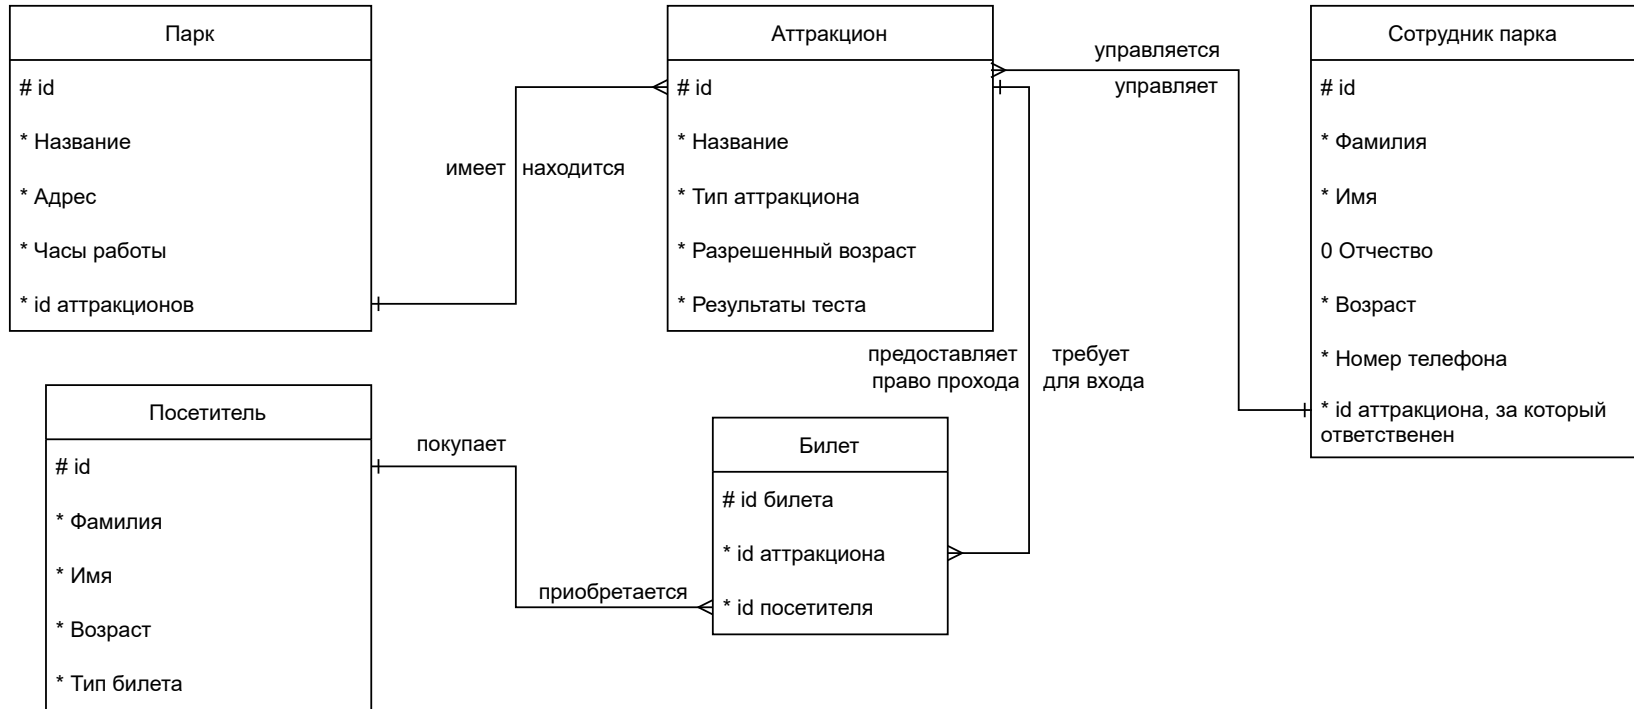 Парк
# id
* Название
* Адрес
* Часы работы
* id аттракционов
имеет
находится
Аттракцион
# id
* Название
* Тип аттракциона
* Разрешенный возраст
* Результаты теста
управляется
управляет
Сотрудник парка
# id
* Фамилия
* Имя
0 Отчество
* Возраст
* Номер телефона
* id аттракциона, за который
ответственен
предоставляет
право прохода
требует
для входа
Посетитель
# id
* Фамилия
* Имя
* Возраст
* Тип билета
покупает
приобретается
Билет
# id билета
* id аттракциона
* id посетителя